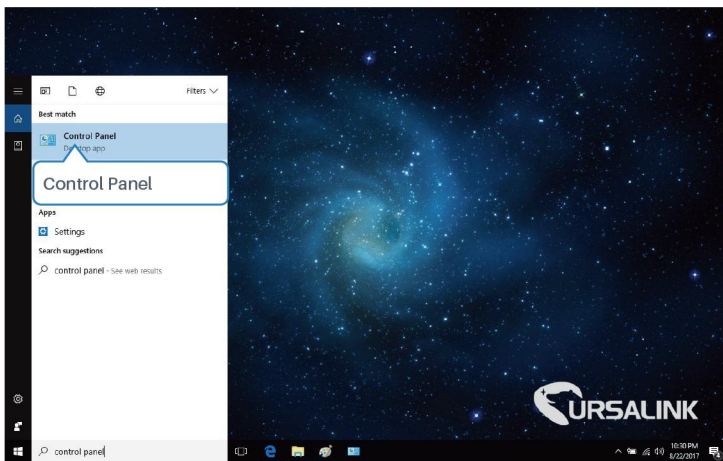 Filters
Best match
Control Panel
Desktop app
Control Panel
Apps
Settings
Search suggestions
control panel - See web results
URSALINK
control panel
10:30 PM
8/22/2017